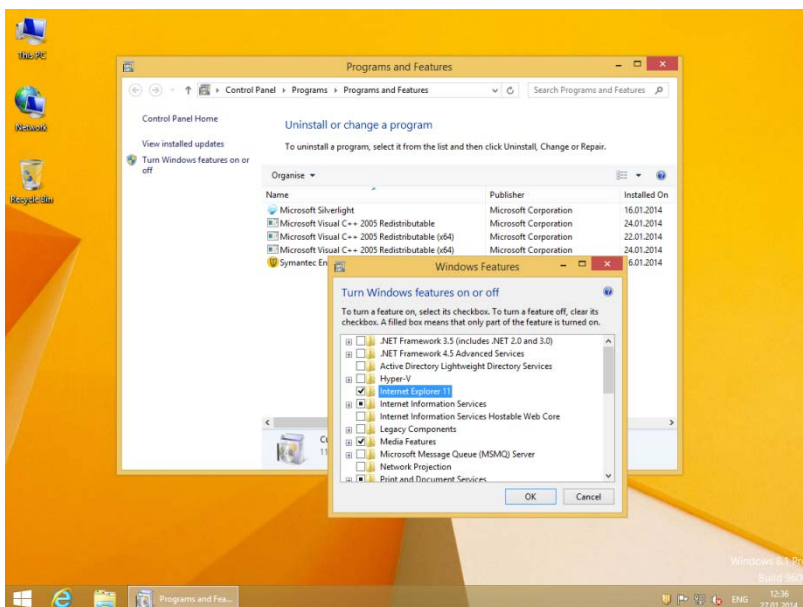 This PC
Network
Recycle Bin
Programs and Features
Control Panel Programs Programs and Features
Search Programs and Features
Control Panel Home
View installed updates
Turn Windows features on or
off
Uninstall or change a program
To uninstall a program, select it from the list and then click Uninstall, Change or Repair.
Organise
Name Publisher Installed On
Microsoft Silverlight Microsoft Corporation 16.01.2014
Microsoft Visual C++ 2005 Redistributable Microsoft Corporation 24.01.2014
Microsoft Visual C++ 2005 Redistributable (x64) Microsoft Corporation 22.01.2014
Microsoft Visual C++ 2005 Redistributable (x64) Microsoft Corporation 24.01.2014
Symantec En 6.01.2014
Cu
11
Windows Features
Turn Windows features on or off
To turn a feature on, select its checkbox. To turn a feature off, clear its
checkbox. A filled box means that only part of the feature is turned on.
.NET Framework 3.5 (includes .NET 2.0 and 3.0)
.NET Framework 4.5 Advanced Services
Active Directory Lightweight Directory Services
Hyper-V
Internet Explorer 11
Internet Information Services
Internet Information Services Hostable Web Core
Legacy Components
Media Features
Microsoft Message Queue (MSMQ) Server
Network Projection
Print and Document Services
OK Cancel
Windows 8.1 Pr
Build 960
Programs and Fea...
ENG
12:36
27.01.2014